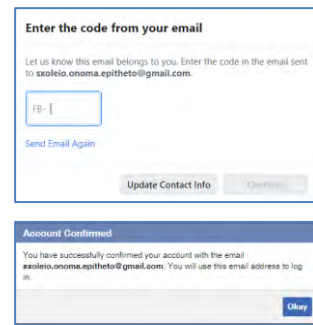 Enter the code from your email
Let us know this email belongs to you. Enter the code in the email sent
to sxoleio.onoma.epitheto@gmail.com.
FB-
Send Email Again
Update Contact Info Continue
Account Confirmed
You have successfully confirmed your account with the email
sxoleio.onoma.epitheto@gmail.com. You will use this email address to log
in.
Okay